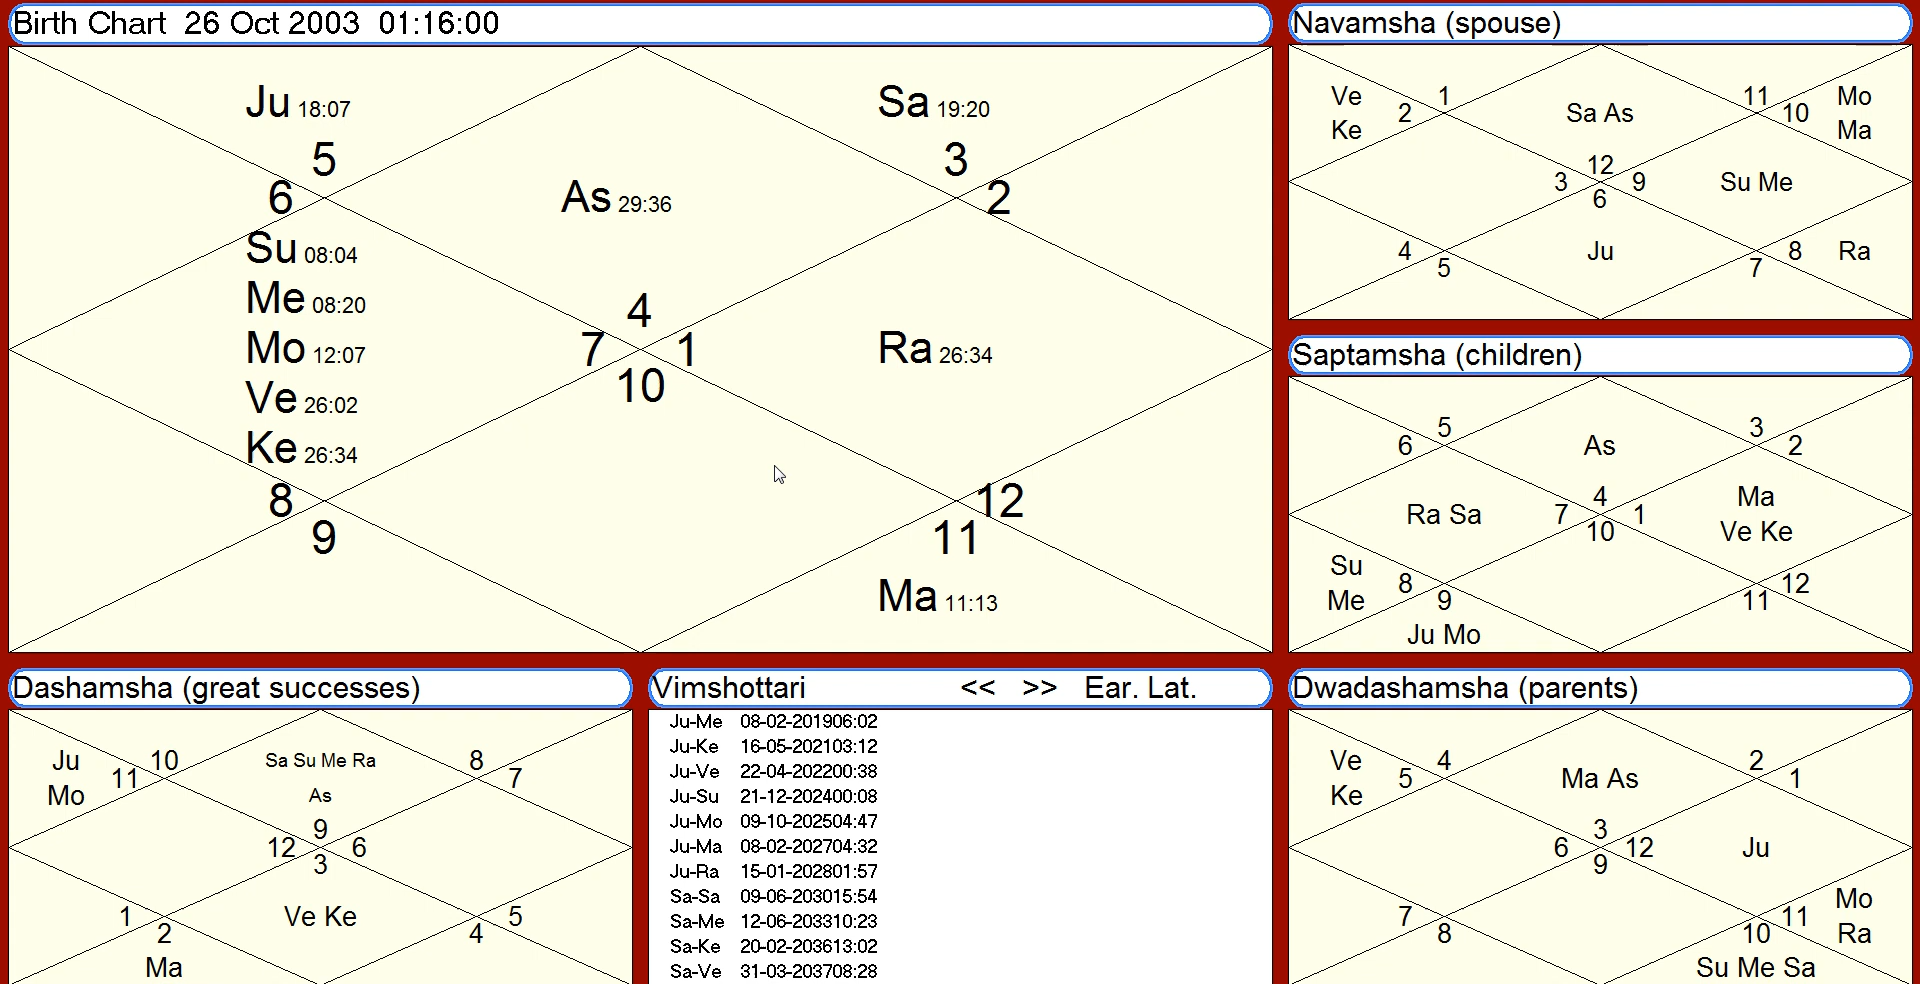 Birth Chart 26 Oct 2003 01:16:00
Ju 18:07
5
6
As 29:36
Sa 19:20
3
2
Su 08:04
Me 08:20
Mo 12:07
Ve 26:02
Ke 26:34
4
7 1
10
Ra 26:34
8
9
12
11
Ma 11:13
Navamsha (spouse)
Ve
Ke
2 1
Sa As
11 10
Mo
Ma
12
3 9
6
Su Me
4
5
Ju
8
7
Ra
Saptamsha (children)
5
6
As
3
2
Ra Sa
4
7 1
10
Ma
Ve Ke
Su
Me
8
9
Ju Mo
12
11
Dashamsha (great successes)
Ju
Mo
11 10
Sa Su Me Ra
As
8
7
9
12 6
3
1
2
Ma
Ve Ke
5
4
Vimshottari << >> Ear. Lat.
Ju-Me 08-02-201906:02
Ju-Ke 16-05-202103:12
Ju-Ve 22-04-202200:38
Ju-Su 21-12-202400:08
Ju-Mo 09-10-202504:47
Ju-Ma 08-02-202704:32
Ju-Ra 15-01-202801:57
Sa-Sa 09-06-203015:54
Sa-Me 12-06-203310:23
Sa-Ke 20-02-203613:02
Sa-Ve 31-03-203708:28
Dwadashamsha (parents)
Ve
Ke
5 4
Ma As
2
1
3
6 12
9
Ju
7
8
Mo
Ra
11
10
Su Me Sa